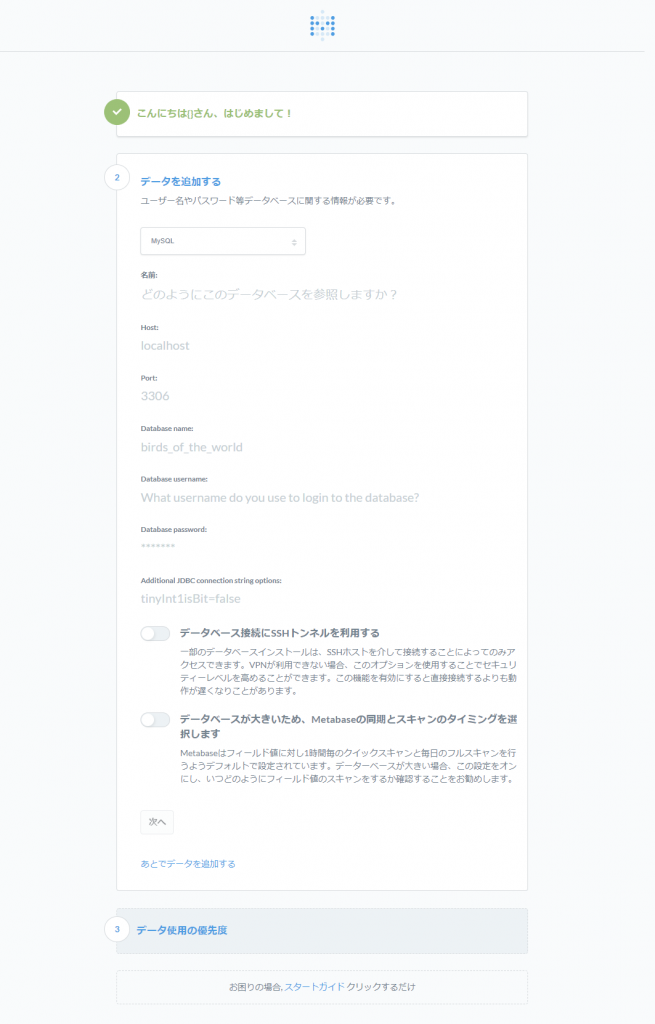 こんにちは[]さん、はじめまして！
2
データを追加する
ユーザー名やパスワード等データベースに関する情報が必要です。
MySQL
名前:
どのようにこのデータベースを参照しますか？
Host:
localhost
Port:
3306
Database name:
birds_of_the_world
Database username:
What username do you use to login to the database?
Database password:
*******
Additional JDBC connection string options:
tinyInt1isBit=false
データベース接続にSSHトンネルを利用する
一部のデータベースインストールは、SSHホストを介して接続することによってのみア
クセスできます。VPNが利用できない場合、このオプションを使用することでセキュリ
ティーレベルを高めることができます。この機能を有効にすると直接接続するよりも動
作が遅くなりことがあります。
データベースが大きいため、Metabaseの同期とスキャンのタイミングを選
択します
Metabaseはフィールド値に対し1時間毎のクイックスキャンと毎日のフルスキャンを行
うようデフォルトで設定されています。データーベースが大きい場合、この設定をオン
にし、いつどのようにフィールド値のスキャンをするか確認することをお勧めします。
次へ
あとでデータを追加する
3
データ使用の優先度
お困りの場合, スタートガイド クリックするだけ